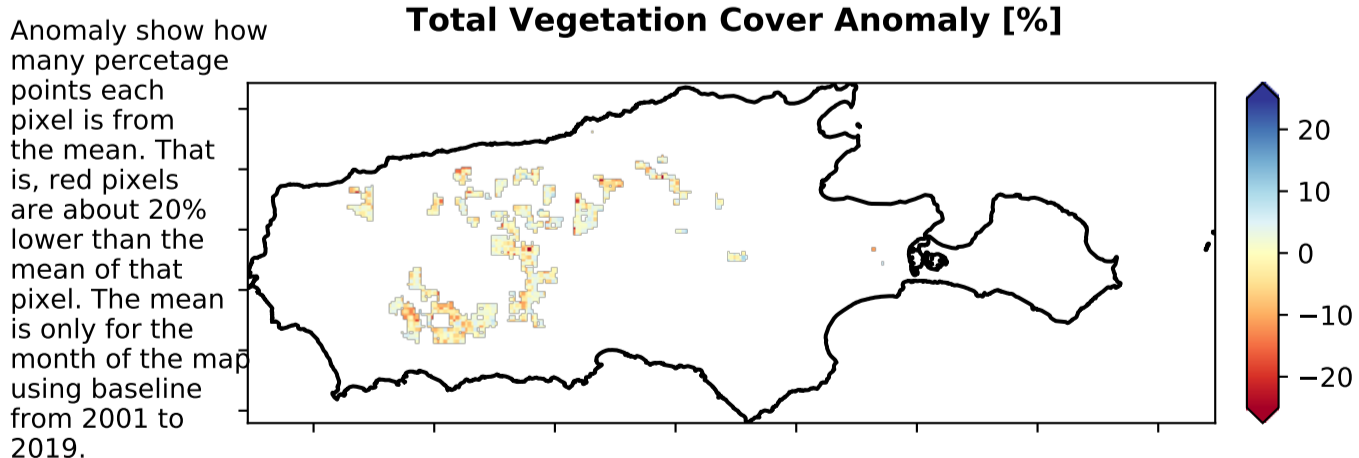 Total Vegetation Cover Anomaly [%]
Anomaly show how
many percetage
points each
pixel is from
the mean. That
is, red pixels
are about 20%
lower than the
mean of that
pixel. The mean
is only for the
month of the map
using baseline
from 2001 to
2019.
20
10
0
−10
−20